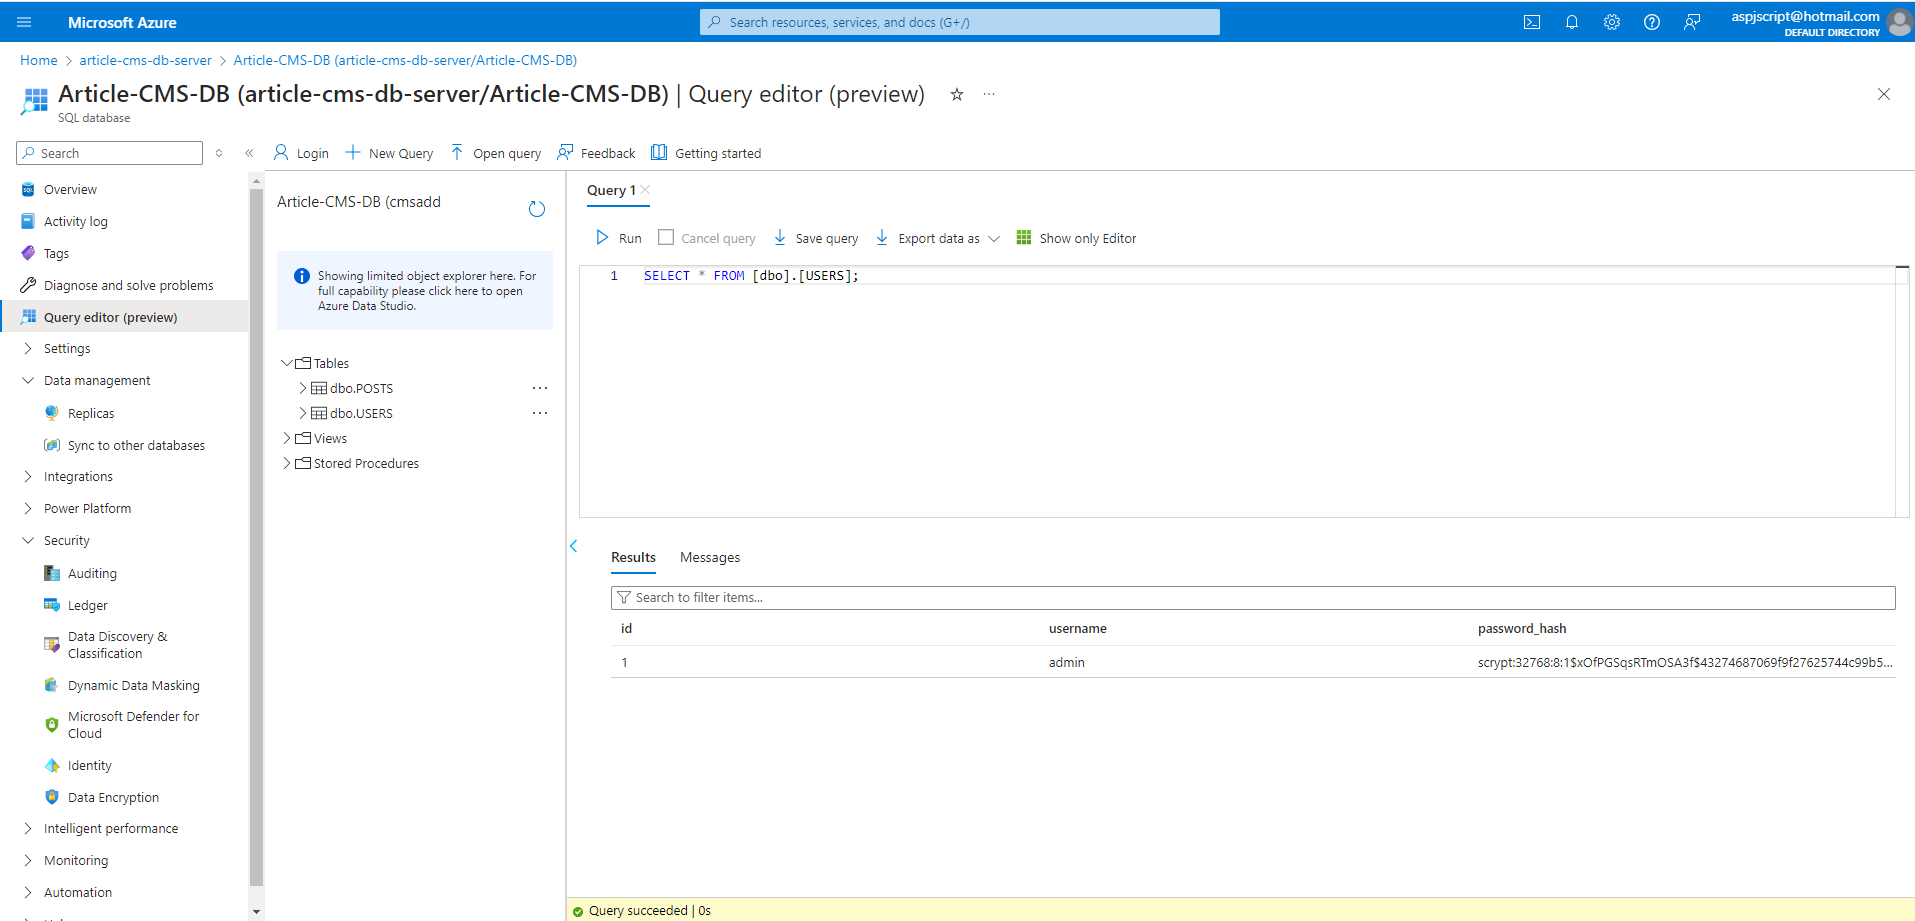 Microsoft Azure
Search resources, services, and docs (G+/)
aspjscript@hotmail.com
DEFAULT DIRECTORY
Home > article-cms-db-server > Article-CMS-DB (article-cms-db-server/Article-CMS-DB)
Article-CMS-DB (article-cms-db-server/Article-CMS-DB) | Query editor (preview)
SQL database
Search
Login
New Query
Open query
Feedback
Getting started
Overview
Activity log
Tags
Diagnose and solve problems
Query editor (preview)
Settings
Data management
Replicas
Sync to other databases
Integrations
Power Platform
Security
Auditing
Ledger
Data Discovery &
Classification
Dynamic Data Masking
Microsoft Defender for
Cloud
Identity
Data Encryption
Intelligent performance
Monitoring
Automation
Article-CMS-DB (cmsadd
Showing limited object explorer here. For
full capability please click here to open
Azure Data Studio.
Tables
dbo.POSTS
dbo.USERS
Views
Stored Procedures
Query 1
Run
Cancel query
Save query
Export data as
Show only Editor
1 SELECT * FROM [dbo].[USERS];
Results
Messages
Search to filter items...
id username password_hash
1 admin scrypt:32768:8:1$xOfPGSqsRTmOSA3f$43274687069f9f27625744c99b5...
Query succeeded | 0s